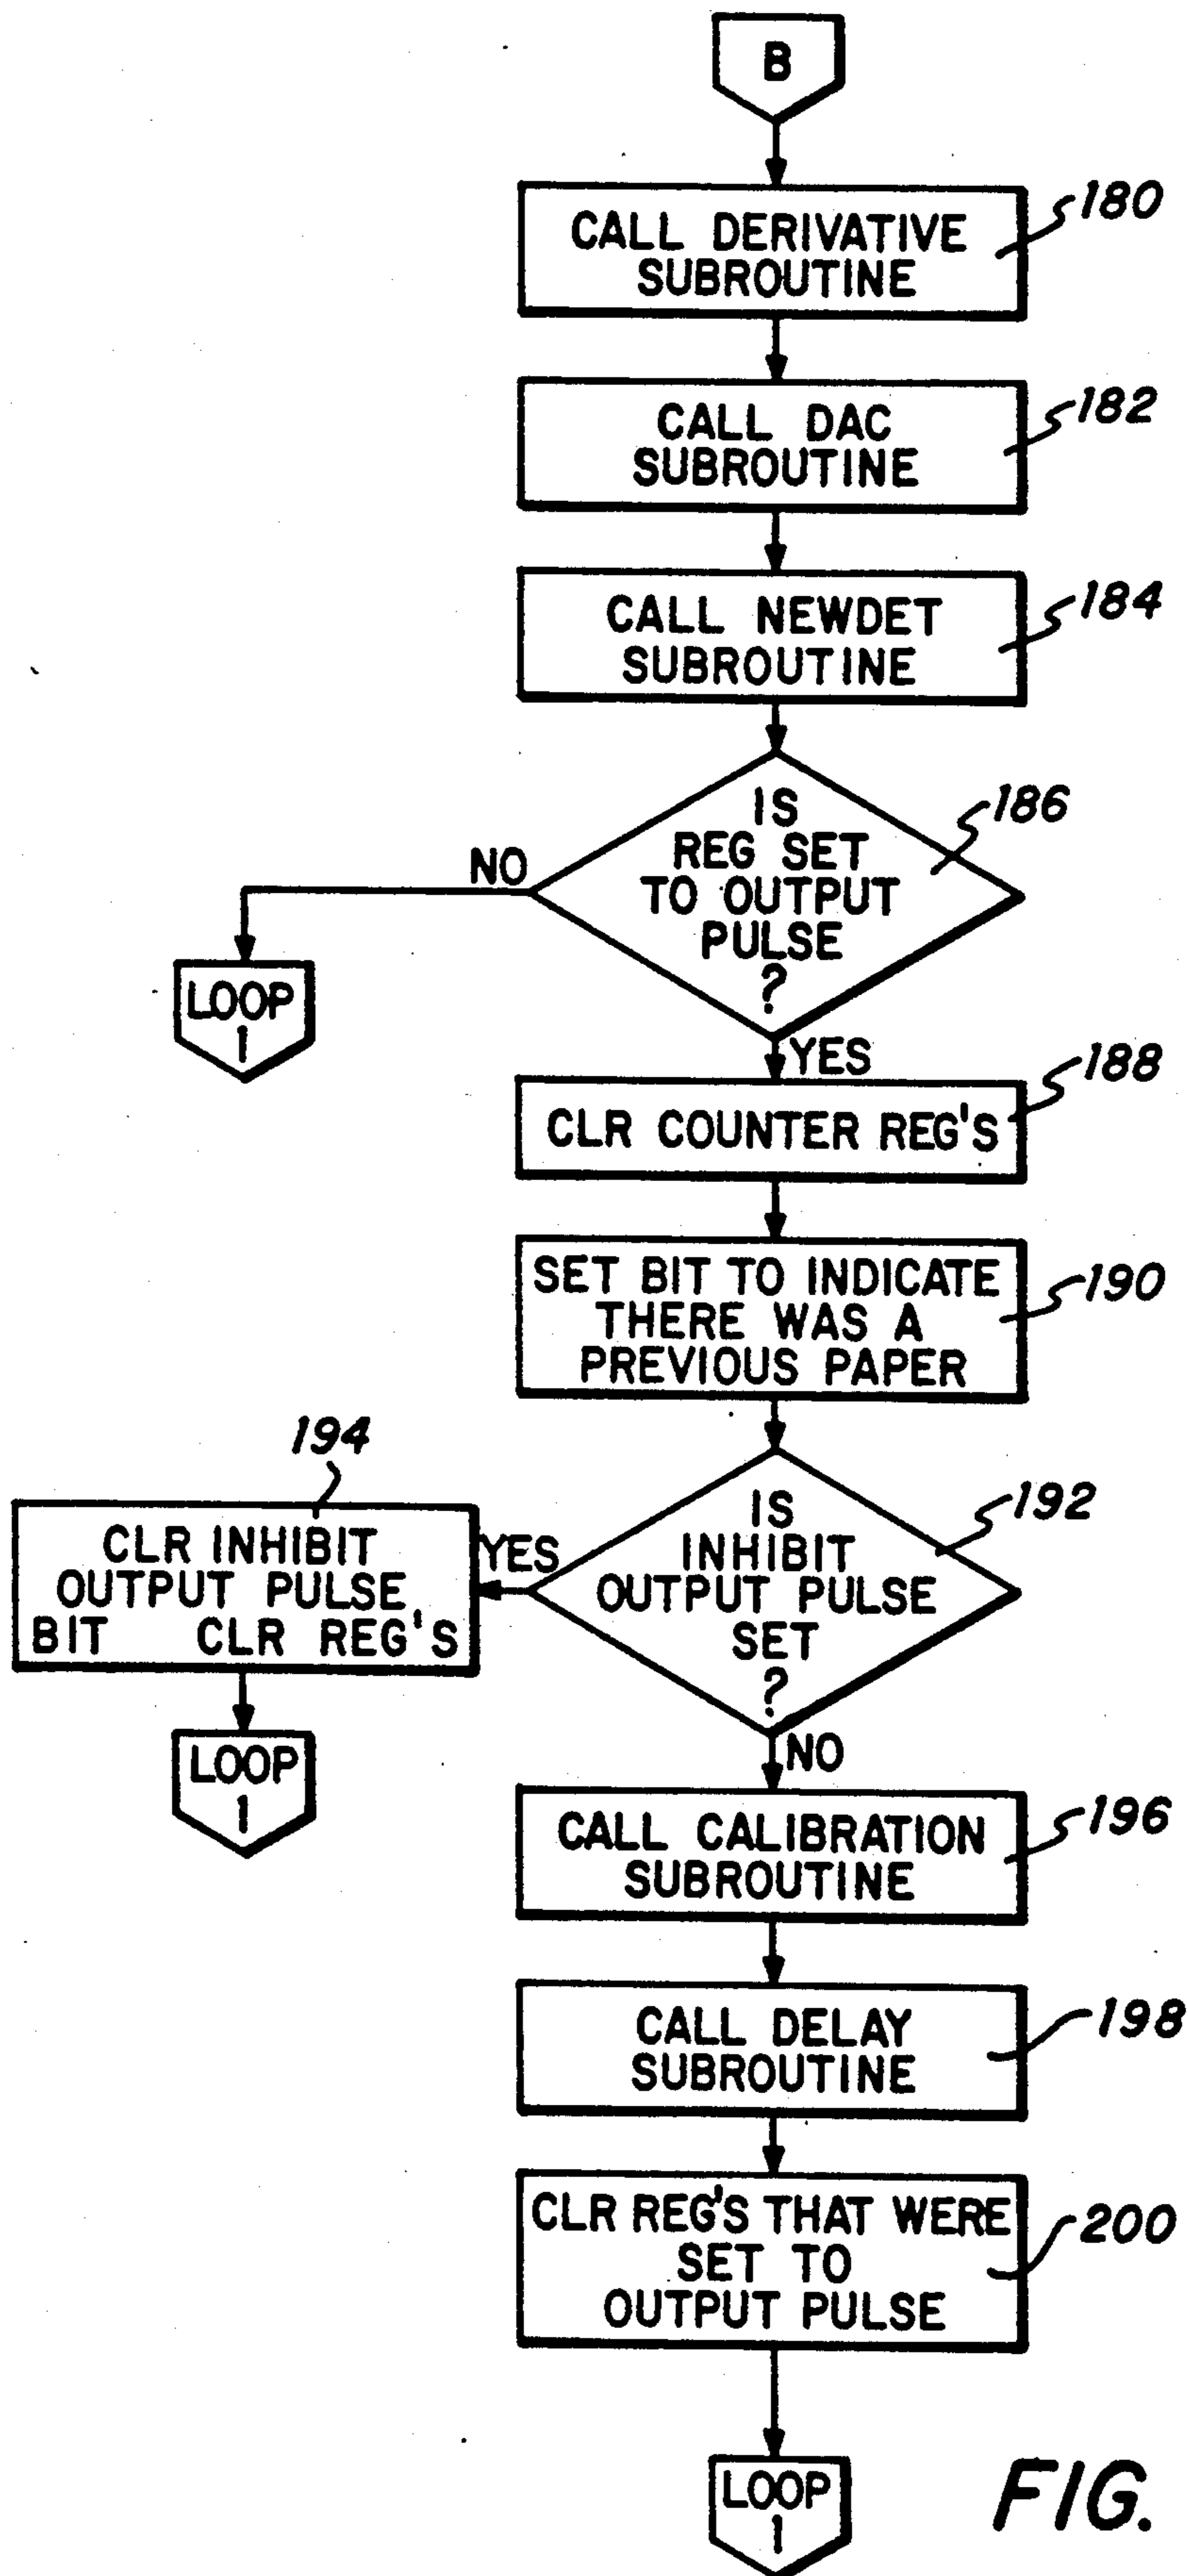 B
CALL DERIVATIVE
SUBROUTINE
180
CALL DAC
SUBROUTINE
182
CALL NEWDET
SUBROUTINE
184
IS
REG SET
TO OUTPUT
PULSE
?
186
NO
LOOP
1
YES
CLR COUNTER REG'S
188
SET BIT TO INDICATE
THERE WAS A
PREVIOUS PAPER
190
IS
INHIBIT
OUTPUT PULSE
SET
?
192
YES
194
CLR INHIBIT
OUTPUT PULSE
BIT CLR REG'S
LOOP
1
NO
CALL CALIBRATION
SUBROUTINE
196
CALL DELAY
SUBROUTINE
198
CLR REG'S THAT WERE
SET TO
OUTPUT PULSE
200
LOOP
1
FIG.